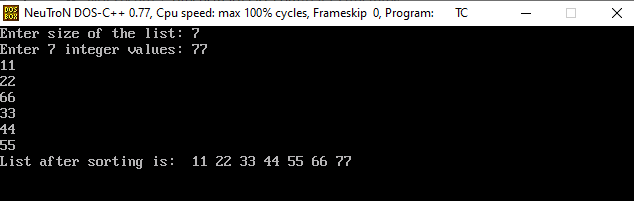 DOS BOX NeuTroN DOS-C++ 0.77, Cpu speed: max 100% cycles, Frameskip 0, Program: TC
Enter size of the list: 7
Enter 7 integer values: 77
11
22
66
33
44
55
List after sorting is: 11 22 33 44 55 66 77